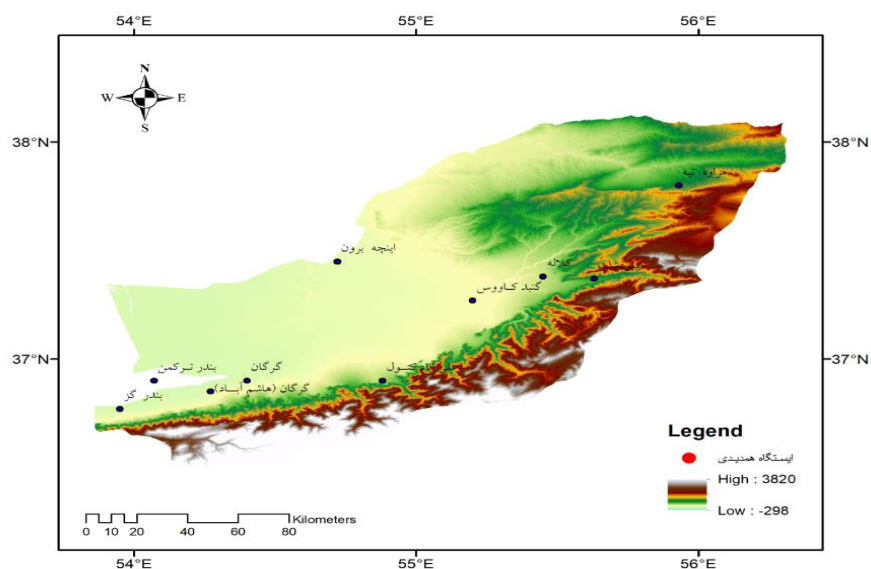 54°E 55°E 56°E
N
W E
S
38°N 38°N
مراوه تپه
اینچه برون
کلاله
گنبد کاووس
37°N 37°N
بندر ترکمن
گرگان
کتول
گرگان (هاشم آباد)
بندر گز
Legend
ایستگاه همدیدی
High : 3820
Low : -298
Kilometers
0 10 20 40 60 80
54°E 55°E 56°E